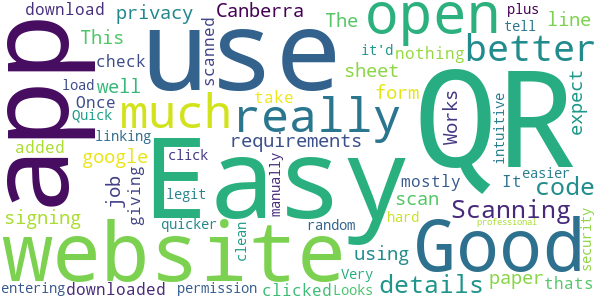 download
privacy
Canberra
The
open
plus
tell
line
app
This
check
use
scanned
it'd
nothing
better
load
Once
well
sheet
Quick
much
take
form
QR
Works
intuitive
expect
linking
really
google
requirements
added
click
manually
mostly
It
easier
job
giving
Easy
scan
code
signing
legit
Scanning
hard
professional
website
quicker
clean
random
using
Good
security
Very
details
paper
thats
entering
downloaded
permission
clicked
Looks